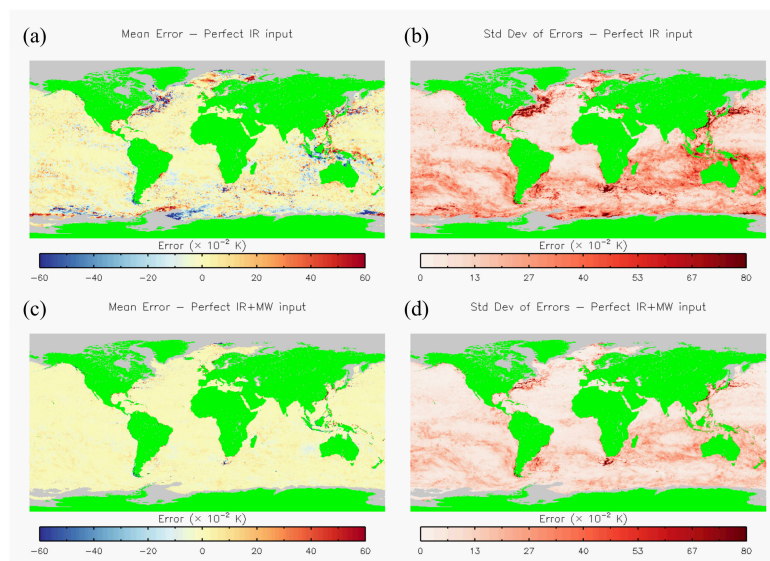 (a) Mean Error – Perfect IR input
(b) Std Dev of Errors – Perfect IR input
Error (× 10⁻² K)
−60 −40 −20 0 20 40 60
Error (× 10⁻² K)
0 13 27 40 53 67 80
(c) Mean Error – Perfect IR+MW input
(d) Std Dev of Errors – Perfect IR+MW input
Error (× 10⁻² K)
−60 −40 −20 0 20 40 60
Error (× 10⁻² K)
0 13 27 40 53 67 80